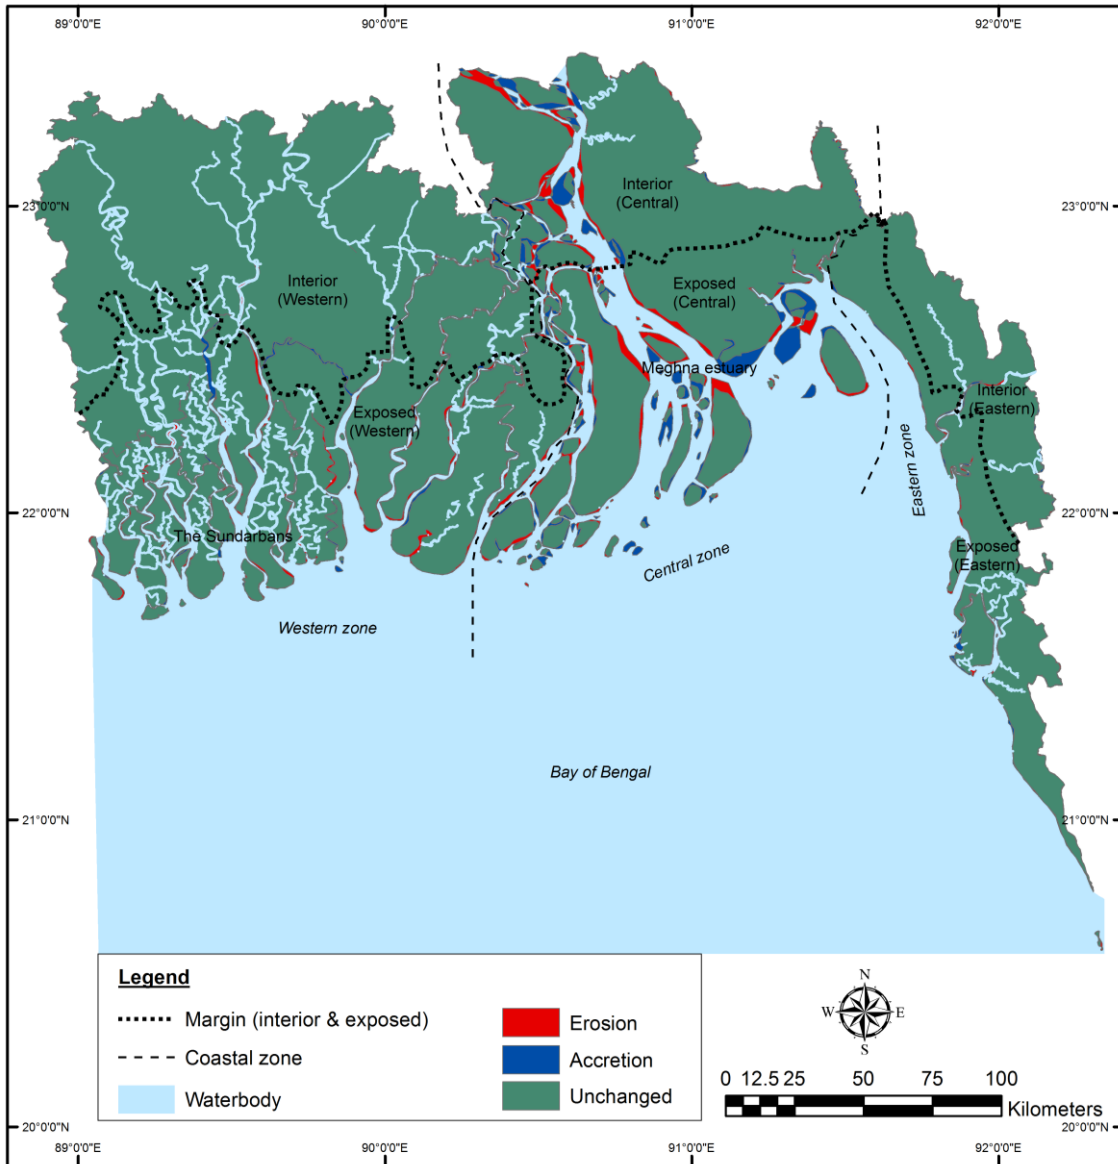 89°0'0"E
90°0'0"E
91°0'0"E
92°0'0"E
23°0'0"N
23°0'0"N
Interior
(Central)
Interior
(Western)
Exposed
(Central)
Meghna estuary
Exposed
(Western)
Interior
(Eastern)
Eastern zone
22°0'0"N
22°0'0"N
The Sundarbans
Exposed
(Eastern)
Central zone
Western zone
Bay of Bengal
21°0'0"N
21°0'0"N
Legend
Margin (interior & exposed)
Coastal zone
Waterbody
Erosion
Accretion
Unchanged
N
W
E
S
0 12.5 25 50 75 100
Kilometers
20°0'0"N
20°0'0"N
89°0'0"E
90°0'0"E
91°0'0"E
92°0'0"E